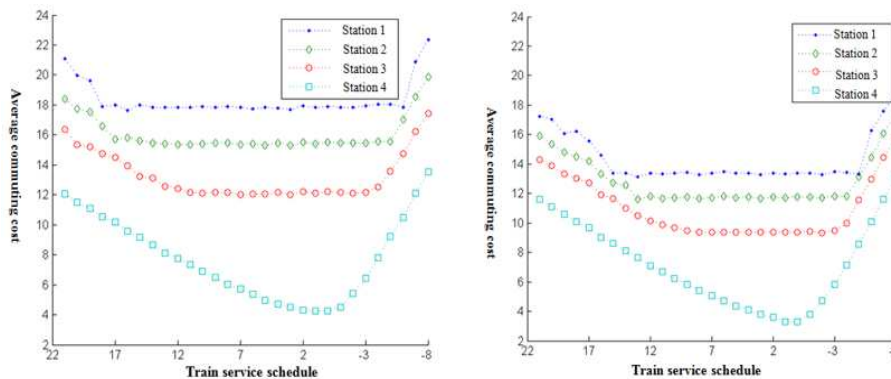 24
22
20
18
16
14
12
10
8
6
4
2
Average commuting cost
Station 1
Station 2
Station 3
Station 4
22 17 12 7 2 -3 -8
Train service schedule
24
22
20
18
16
14
12
10
8
6
4
2
Average commuting cost
Station 1
Station 2
Station 3
Station 4
22 17 12 7 2 -3
Train service schedule